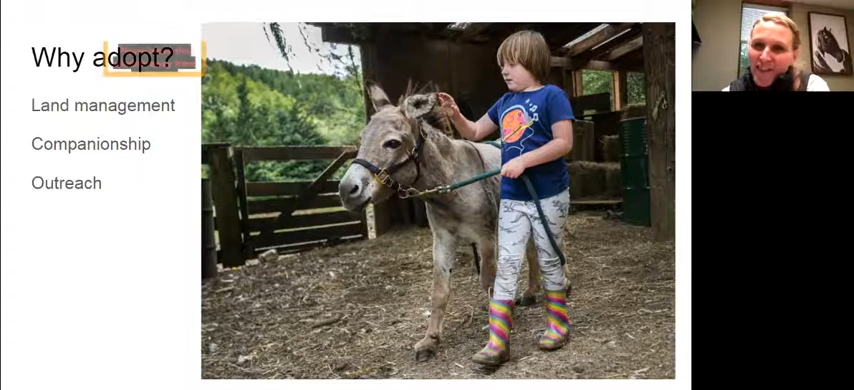 Why adopt?
Land management
Companionship
Outreach